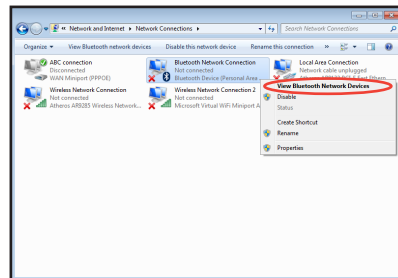 « Network and Internet ▸ Network Connections ▸
Search Network Connections
Organize ▾ View Bluetooth network devices Disable this network device Rename this connection »
ABC connection
Disconnected
WAN Miniport (PPPOE)
Bluetooth Network Connection
Not connected
Bluetooth Device (Personal Area
Local Area Connection
Network cable unplugged
Wireless Network Connection
Not connected
Atheros AR9285 Wireless Network...
Wireless Network Connection 2
Not connected
Microsoft Virtual WiFi Miniport A
View Bluetooth Network Devices
Disable
Status
Create Shortcut
Rename
Properties